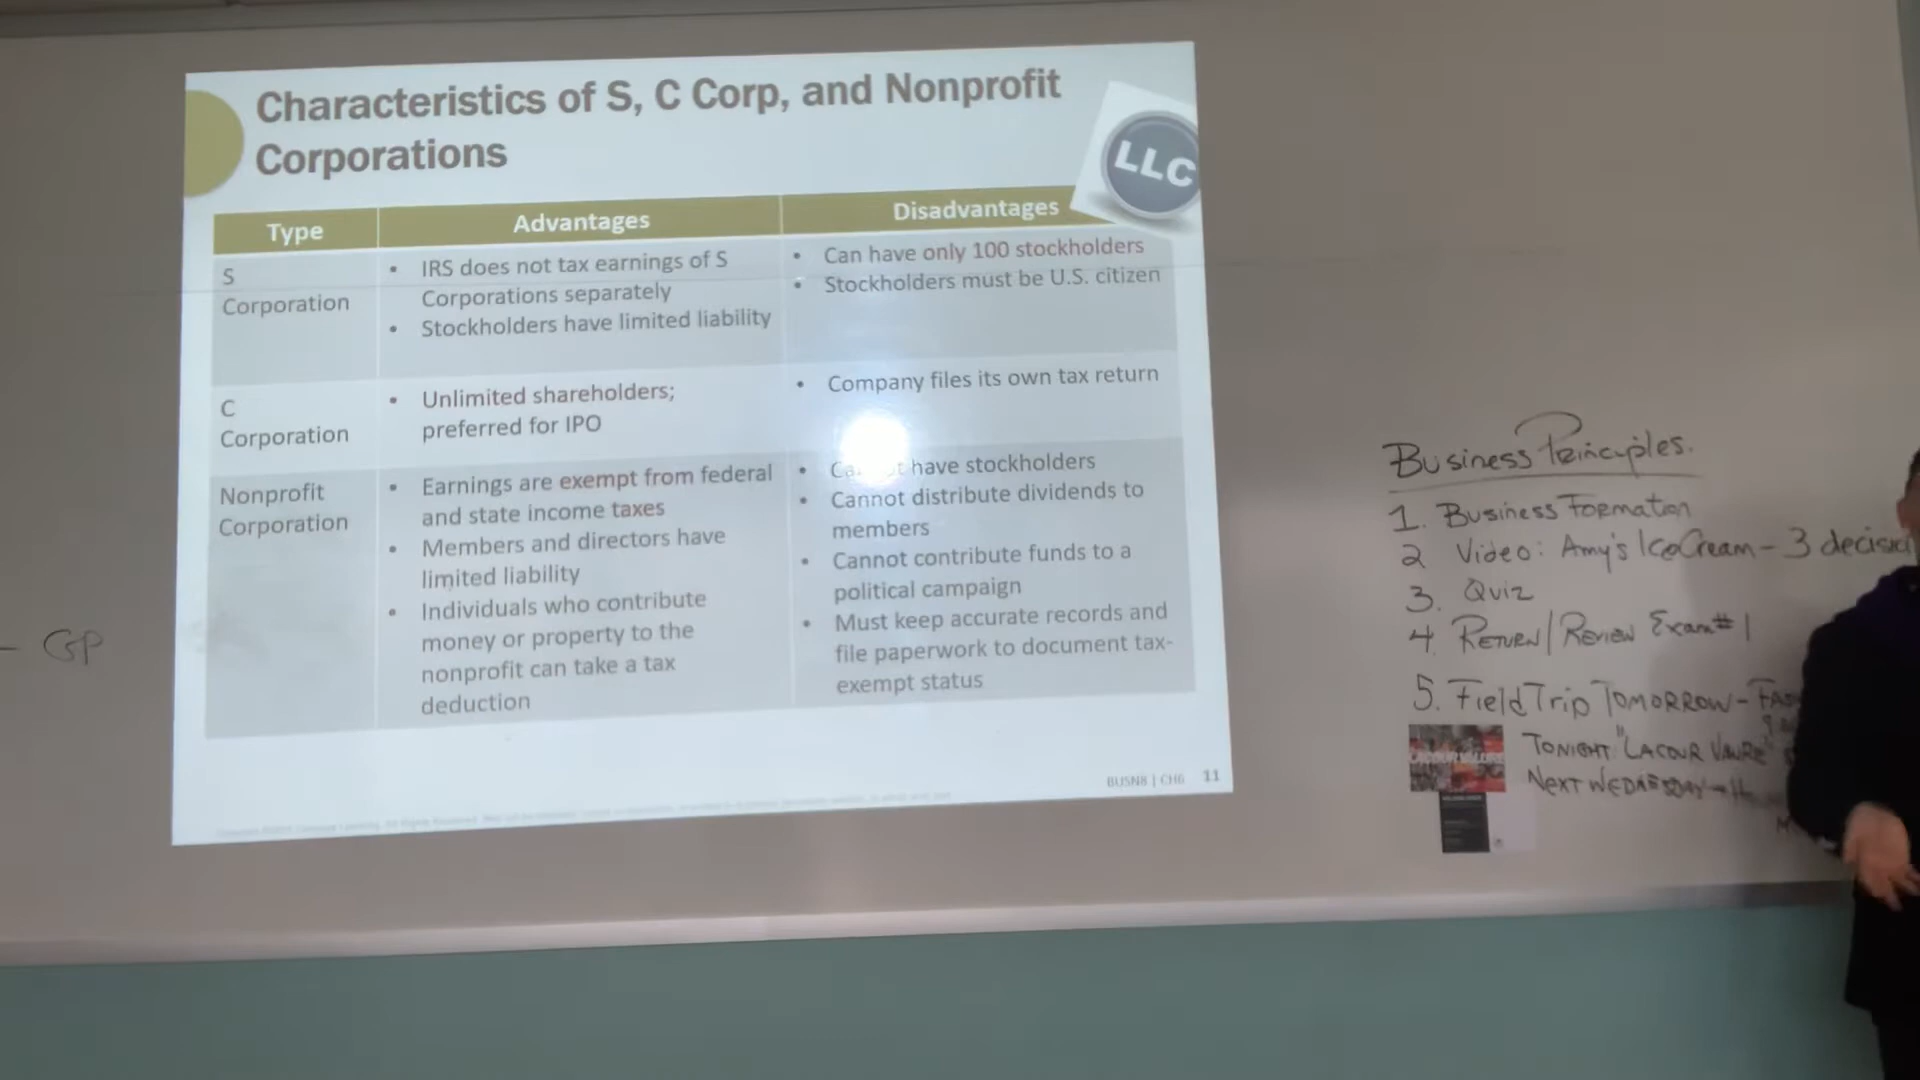 Characteristics of S, C Corp, and Nonprofit
Corporations
LLC
Type
Advantages
Disadvantages
S
Corporation
• IRS does not tax earnings of S
Corporations separately
• Stockholders have limited liability
• Can have only 100 stockholders
• Stockholders must be U.S. citizen
C
Corporation
• Unlimited shareholders;
preferred for IPO
• Company files its own tax return
Nonprofit
Corporation
• Earnings are exempt from federal
and state income taxes
• Members and directors have
limited liability
• Individuals who contribute
money or property to the
nonprofit can take a tax
deduction
• have stockholders
• Cannot distribute dividends to
members
• Cannot contribute funds to a
political campaign
• Must keep accurate records and
file paperwork to document tax-
exempt status
BUSN8 | CH6 11
- GP
Business Principles.
1. Business Formation
2 Video: Amy's Ice Cream - 3
3. Quiz
4 RETURN/REVIEW Exam #1
5. Field Trip TOMORROW -
TONIGHT "LACOUR
NEXT WEDNESDAY